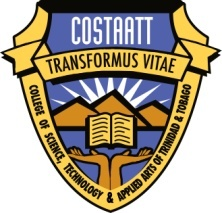 COSTAATT
TRANSFORMUS VITAE
COLLEGE OF SCIENCE, TECHNOLOGY & APPLIED ARTS OF TRINIDAD & TOBAGO